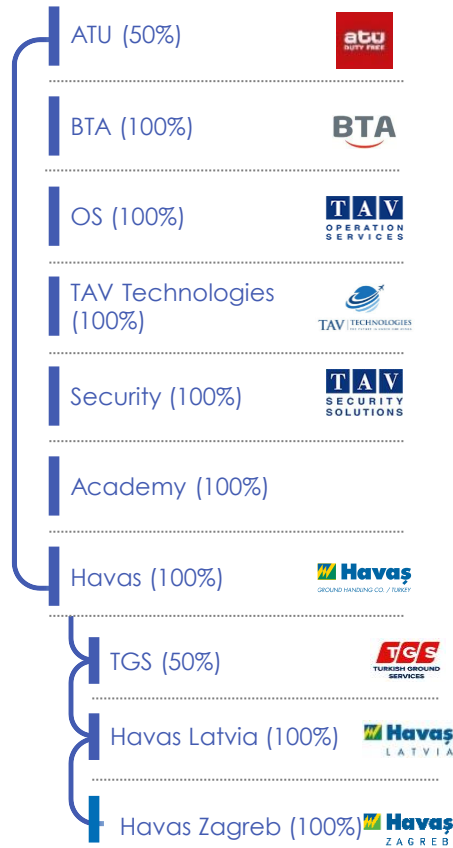 ATU (50%)
atü
DUTY FREE
BTA (100%)
BTA
OS (100%)
TAV
OPERATION
SERVICES
TAV Technologies
(100%)
TAV TECHNOLOGIES
Security (100%)
TAV
SECURITY
SOLUTIONS
Academy (100%)
Havas (100%)
Havaş
GROUND HANDLING CO. / TURKEY
TGS (50%)
TGS
TURKISH GROUND
SERVICES
Havas Latvia (100%)
Havaş
LATVIA
Havas Zagreb (100%)
Havaş
ZAGREB